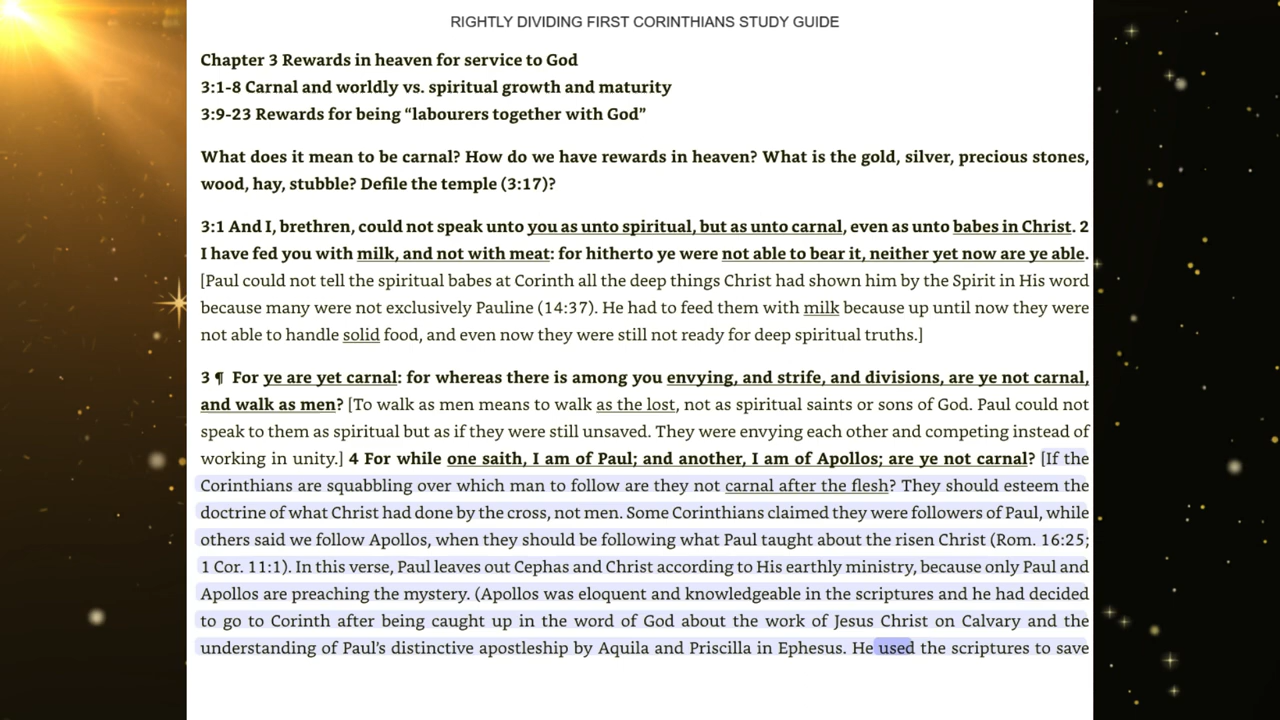 RIGHTLY DIVIDING FIRST CORINTHIANS STUDY GUIDE
Chapter 3 Rewards in heaven for service to God
3:1-8 Carnal and worldly vs. spiritual growth and maturity
3:9-23 Rewards for being “labourers together with God”
What does it mean to be carnal? How do we have rewards in heaven? What is the gold, silver, precious stones,
wood, hay, stubble? Defile the temple (3:17)?
3:1 And I, brethren, could not speak unto you as unto spiritual, but as unto carnal, even as unto babes in Christ. 2
I have fed you with milk, and not with meat: for hitherto ye were not able to bear it, neither yet now are ye able.
[Paul could not tell the spiritual babes at Corinth all the deep things Christ had shown him by the Spirit in His word
because many were not exclusively Pauline (14:37). He had to feed them with milk because up until now they were
not able to handle solid food, and even now they were still not ready for deep spiritual truths.]
3 ¶ For ye are yet carnal: for whereas there is among you envying, and strife, and divisions, are ye not carnal,
and walk as men? [To walk as men means to walk as the lost, not as spiritual saints or sons of God. Paul could not
speak to them as spiritual but as if they were still unsaved. They were envying each other and competing instead of
working in unity.] 4 For while one saith, I am of Paul; and another, I am of Apollos; are ye not carnal? [If the
Corinthians are squabbling over which man to follow are they not carnal after the flesh? They should esteem the
doctrine of what Christ had done by the cross, not men. Some Corinthians claimed they were followers of Paul, while
others said we follow Apollos, when they should be following what Paul taught about the risen Christ (Rom. 16:25;
1 Cor. 11:1). In this verse, Paul leaves out Cephas and Christ according to His earthly ministry, because only Paul and
Apollos are preaching the mystery. (Apollos was eloquent and knowledgeable in the scriptures and he had decided
to go to Corinth after being caught up in the word of God about the work of Jesus Christ on Calvary and the
understanding of Paul’s distinctive apostleship by Aquila and Priscilla in Ephesus. He used the scriptures to save